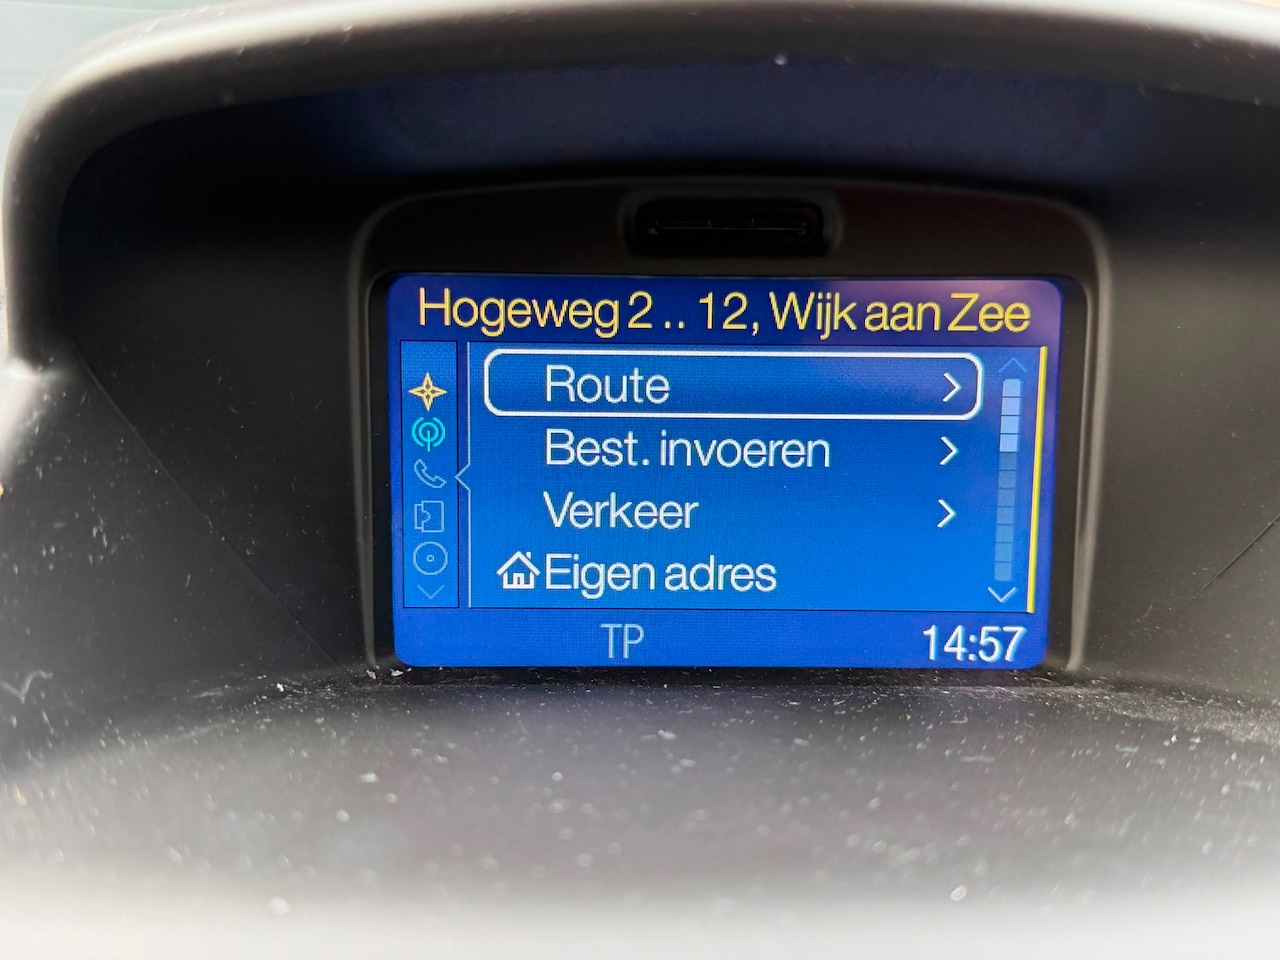 Hogeweg 2 .. 12, Wijk aan Zee
Route
Best. invoeren
Verkeer
Eigen adres
TP 14:57